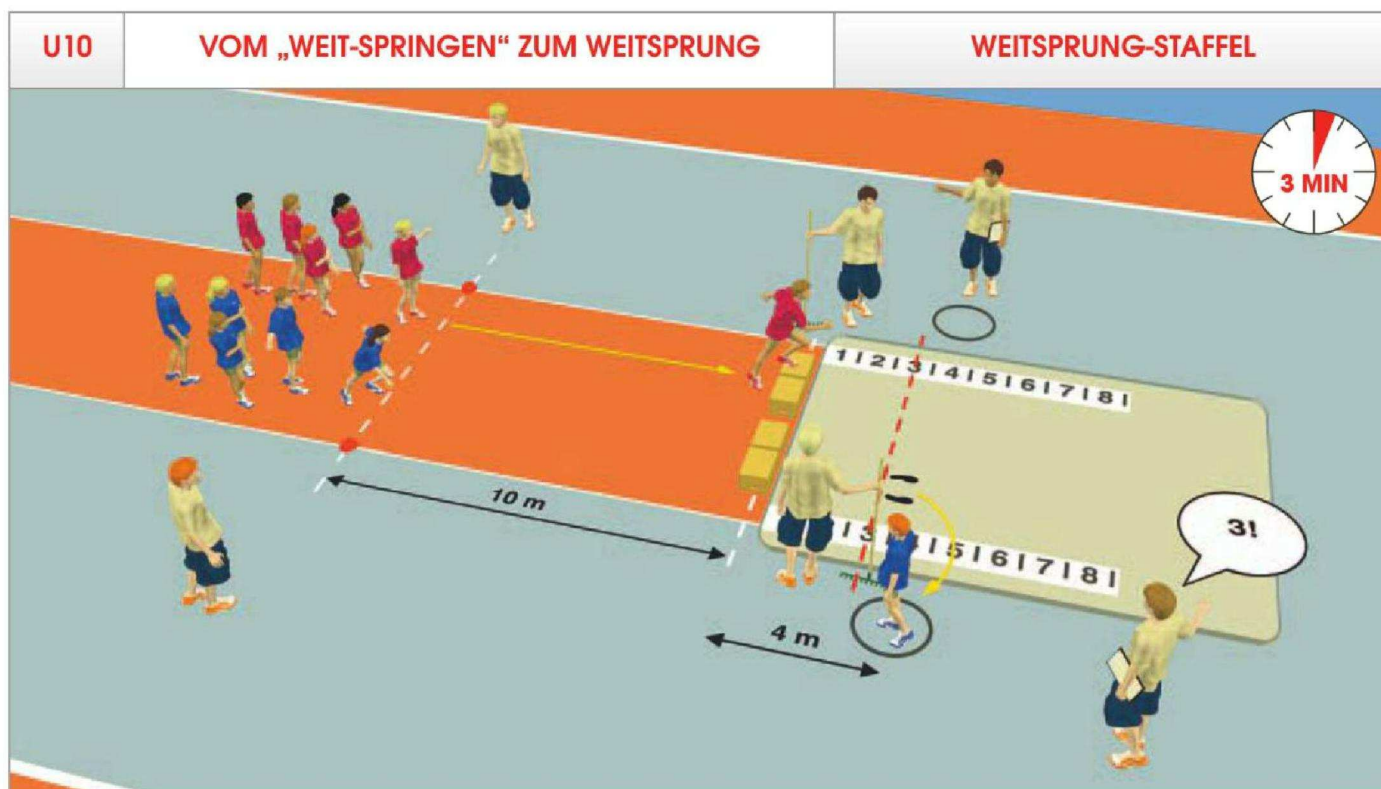 U10
VOM „WEIT-SPRINGEN“ ZUM WEITSPRUNG
WEITSPRUNG-STAFFEL
3 MIN
1 | 2 | 3 | 4 | 5 | 6 | 7 | 8 |
10 m
| 3 | 5 | 6 | 7 | 8 |
3!
4 m